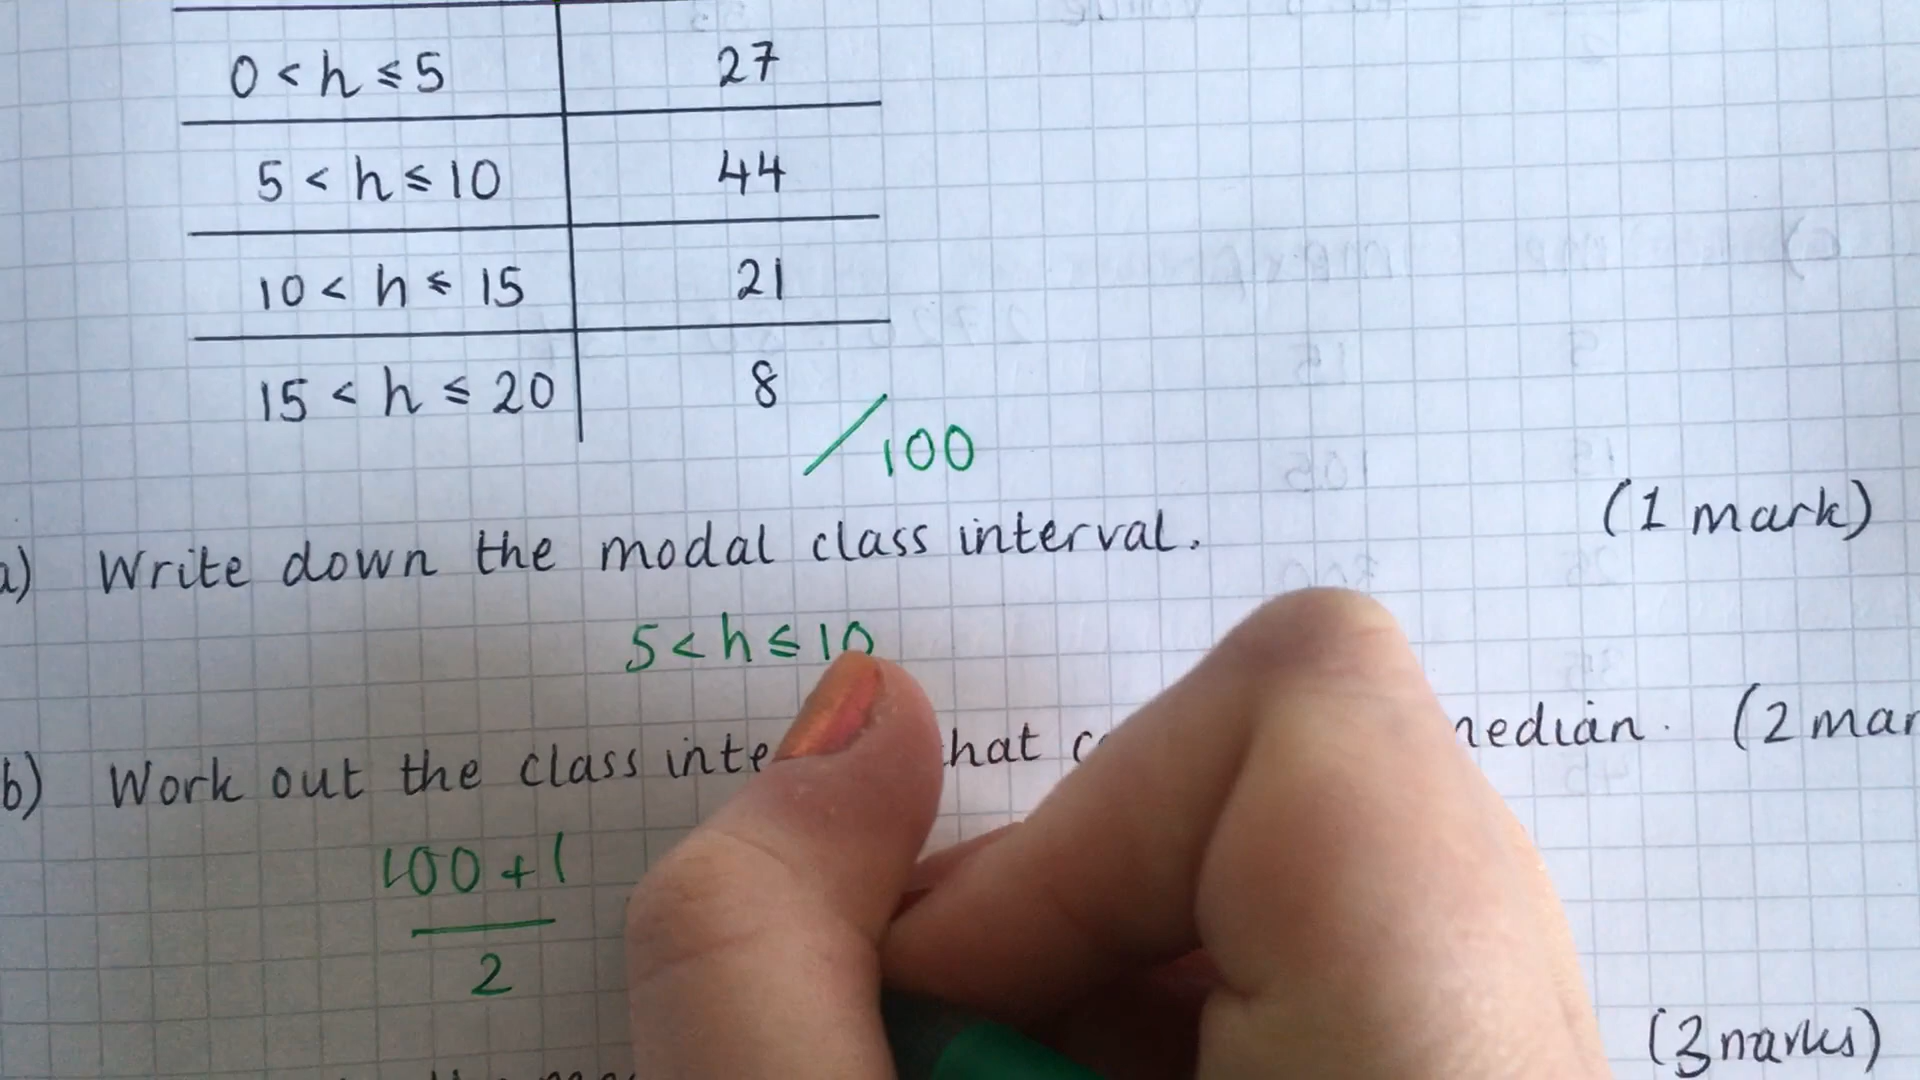 0 < h ≤ 5 27
5 < h ≤ 10 44
10 < h ≤ 15 21
15 < h ≤ 20 8
/100
a) Write down the modal class interval. (1 mark)
5 < h ≤ 10
b) Work out the class inte hat c nedian. (2 mar
100 + 1
2
(3 marks)